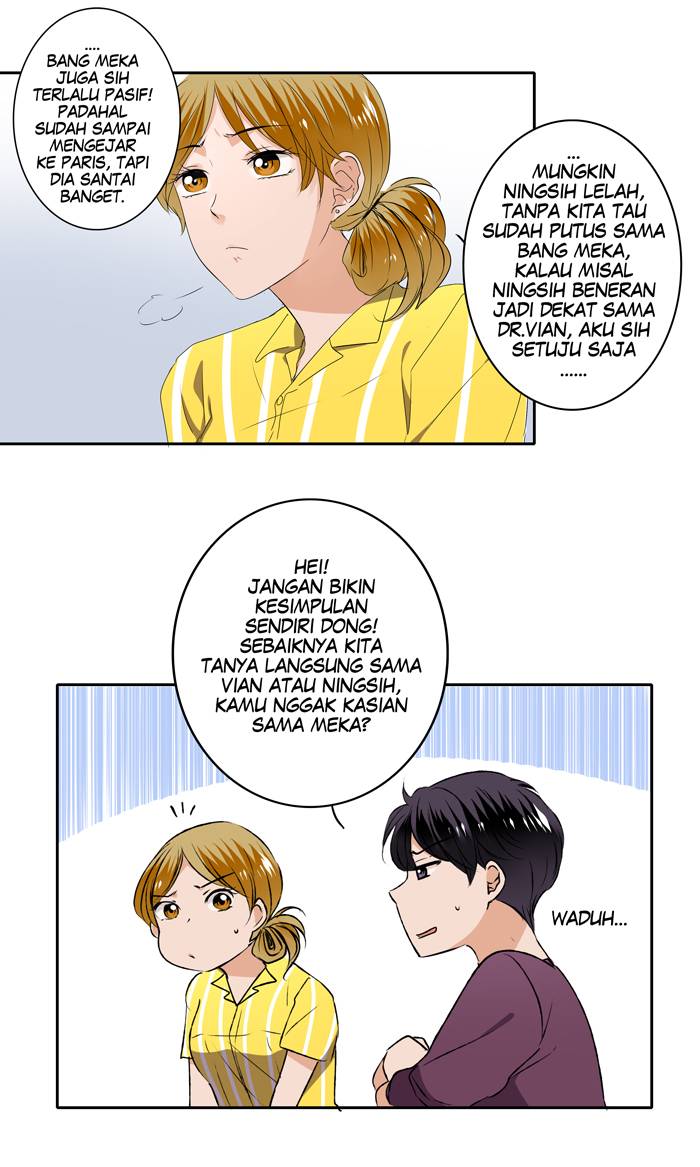 ....
BANG MEKA
JUGA SIH
TERLALU PASIF!
PADAHAL
SUDAH SAMPAI
MENGEJAR
KE PARIS, TAPI
DIA SANTAI
BANGET.
...
MUNGKIN
NINGSIH LELAH,
TANPA KITA TAU
SUDAH PUTUS SAMA
BANG MEKA,
KALAU MISAL
NINGSIH BENERAN
JADI DEKAT SAMA
DR.VIAN, AKU SIH
SETUJU SAJA
......
HEI!
JANGAN BIKIN
KESIMPULAN
SENDIRI DONG!
SEBAIKNYA KITA
TANYA LANGSUNG SAMA
VIAN ATAU NINGSIH,
KAMU NGGAK KASIAN
SAMA MEKA?
WADUH...